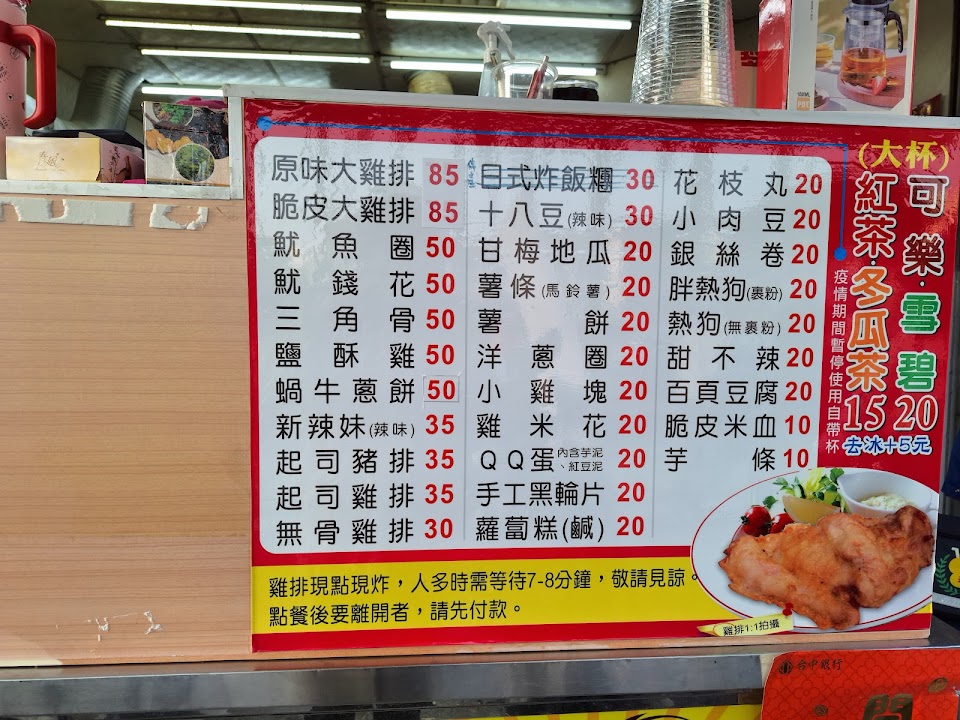 原味大雞排 85
脆皮大雞排 85
魷魚圈 50
魷錢花 50
三角骨 50
鹽酥雞 50
蝸牛蔥餅 50
新辣妹(辣味) 35
起司豬排 35
起司雞排 35
無骨雞排 30
日式炸飯糰 30
十八豆(辣味) 30
甘梅地瓜 20
薯條(馬鈴薯) 20
薯餅 20
洋蔥圈 20
小雞塊 20
雞米花 20
QQ蛋內含芋泥、紅豆泥 20
手工黑輪片 20
蘿蔔糕(鹹) 20
花枝丸 20
小肉豆 20
銀絲卷 20
胖熱狗(裹粉) 20
熱狗(無裹粉) 20
甜不辣 20
百頁豆腐 20
脆皮米血 10
芋條 10
(大杯)
可樂·雪碧 20
紅茶·冬瓜茶 15
去冰+5元
疫情期間暫停使用自帶杯
雞排現點現炸，人多時需等待7-8分鐘，敬請見諒。
點餐後要離開者，請先付款。
雞排1:1拍攝
台中銀行